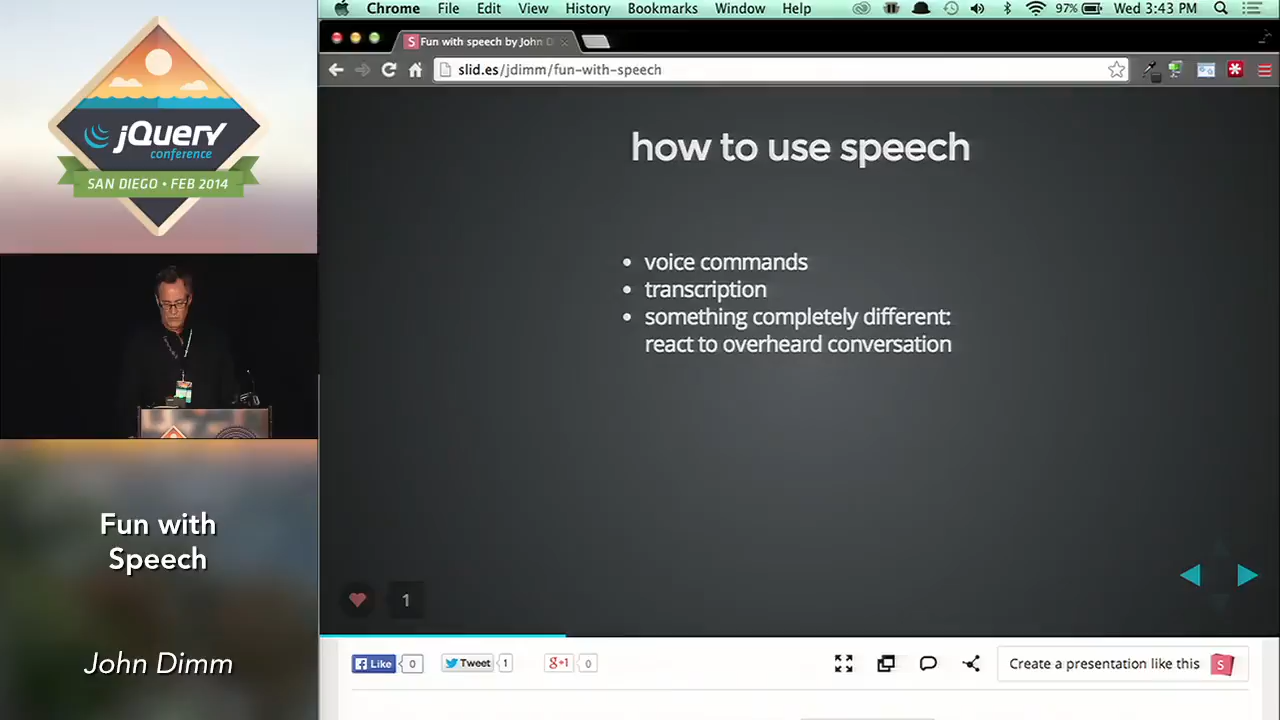 jQuery
conference
SAN DIEGO • FEB 2014
Fun with
Speech
John Dimm
Chrome File Edit View History Bookmarks Window Help
97% Wed 3:43 PM
S Fun with speech by John D
slid.es/jdimm/fun-with-speech
how to use speech
• voice commands
• transcription
• something completely different:
react to overheard conversation
1
Like 0 Tweet 1 g+1 0
Create a presentation like this S